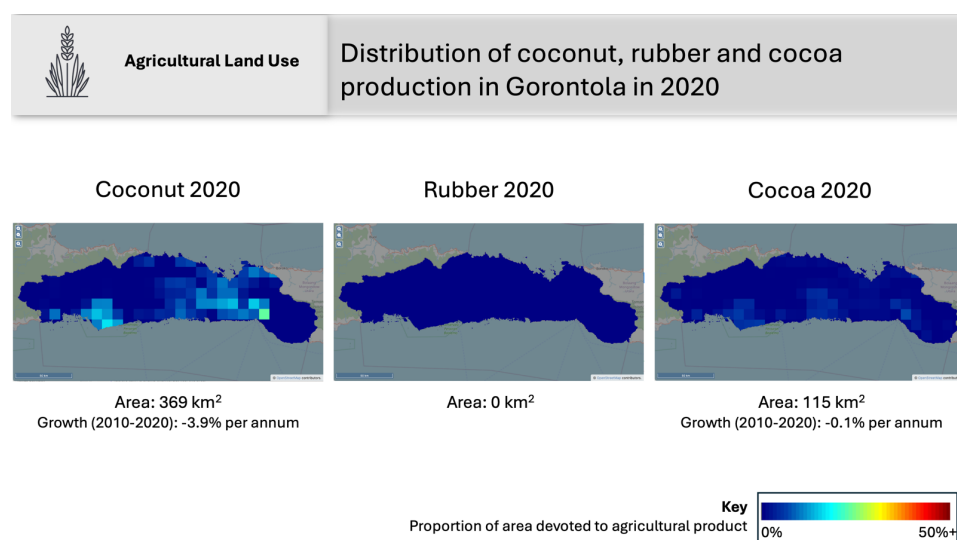 Agricultural Land Use
Distribution of coconut, rubber and cocoa
production in Gorontola in 2020
Coconut 2020
Rubber 2020
Cocoa 2020
Area: 369 km²
Growth (2010-2020): -3.9% per annum
Area: 0 km²
Area: 115 km²
Growth (2010-2020): -0.1% per annum
Key
Proportion of area devoted to agricultural product
0%
50%+